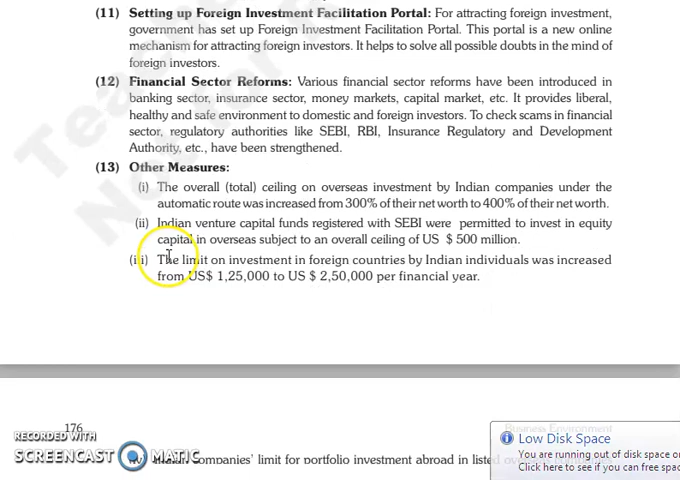 (11) Setting up Foreign Investment Facilitation Portal: For attracting foreign investment,
government has set up Foreign Investment Facilitation Portal. This portal is a new online
mechanism for attracting foreign investors. It helps to solve all possible doubts in the mind of
foreign investors.
(12) Financial Sector Reforms: Various financial sector reforms have been introduced in
banking sector, insurance sector, money markets, capital market, etc. It provides liberal,
healthy and safe environment to domestic and foreign investors. To check scams in financial
sector, regulatory authorities like SEBI, RBI, Insurance Regulatory and Development
Authority, etc., have been strengthened.
(13) Other Measures:
(i) The overall (total) ceiling on overseas investment by Indian companies under the
automatic route was increased from 300% of their net worth to 400% of their net worth.
(ii) Indian venture capital funds registered with SEBI were permitted to invest in equity
capital in overseas subject to an overall ceiling of US $ 500 million.
(iii) The limit on investment in foreign countries by Indian individuals was increased
from US$ 1,25,000 to US $ 2,50,000 per financial year.
176
Business Environment
RECORDED WITH
SCREENCAST MATIC
companies' limit for portfolio investment abroad in listed
Low Disk Space
You are running out of disk space
Click here to see if you can free